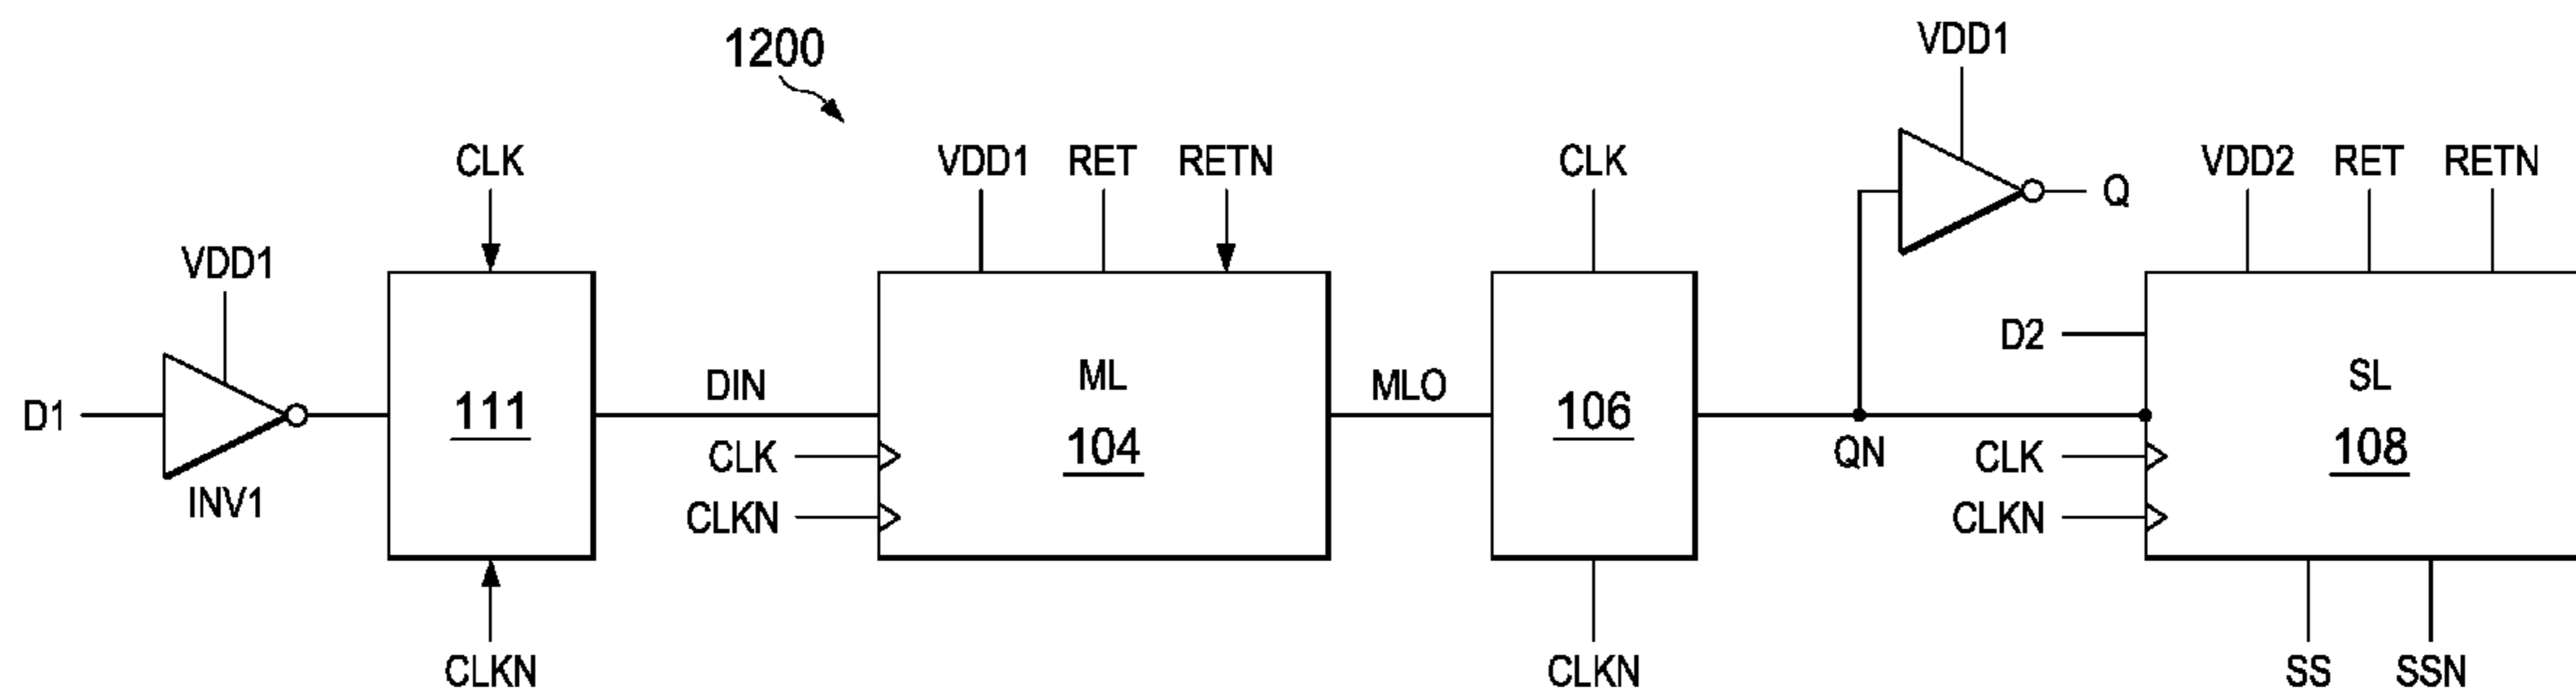 1200
VDD1
CLK
VDD1 RET RETN
CLK
VDD2 RET RETN
Q
VDD1
D2
DIN
ML
MLO
SL
D1
111
104
106
108
QN
CLK
CLK
INV1
CLKN
CLKN
CLKN
CLKN
SS SSN